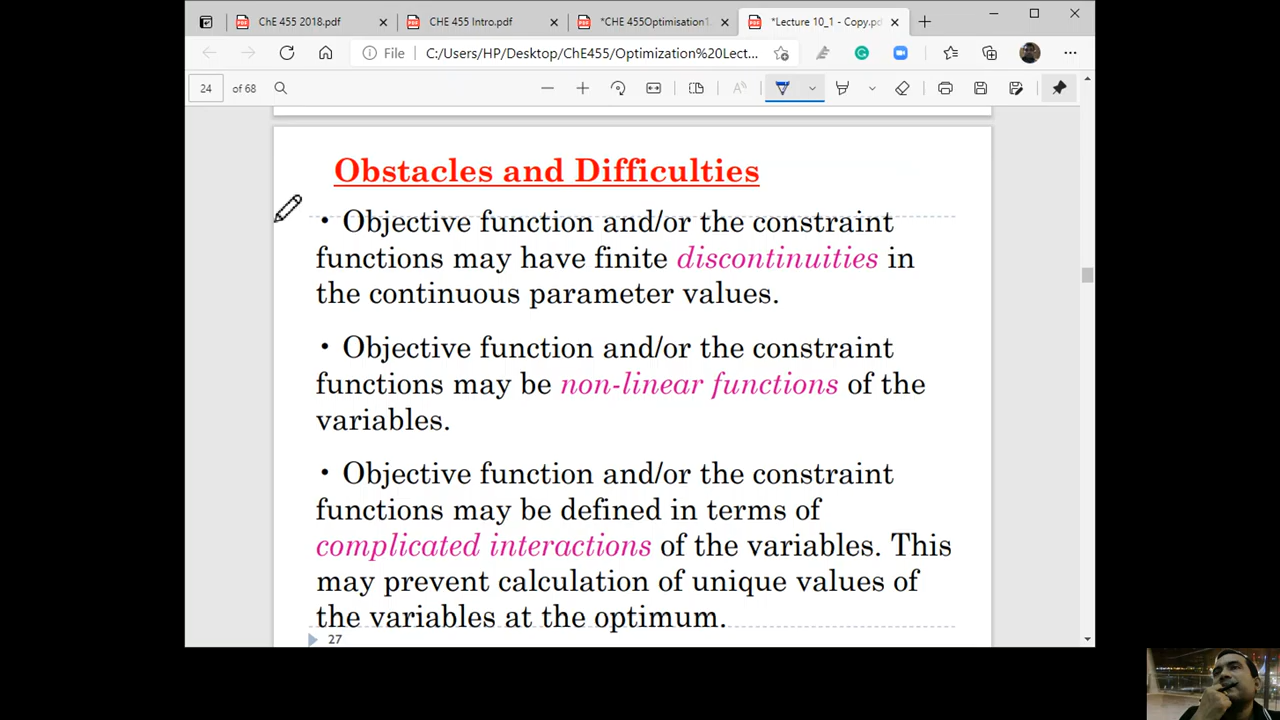 ChE 455 2018.pdf
CHE 455 Intro.pdf
*CHE 455Optimisation1.
*Lecture 10_1 - Copy.pd
File
C:/Users/HP/Desktop/ChE455/Optimization%20Lect...
24 of 68
Obstacles and Difficulties
• Objective function and/or the constraint
functions may have finite discontinuities in
the continuous parameter values.
• Objective function and/or the constraint
functions may be non-linear functions of the
variables.
• Objective function and/or the constraint
functions may be defined in terms of
complicated interactions of the variables. This
may prevent calculation of unique values of
the variables at the optimum.
27